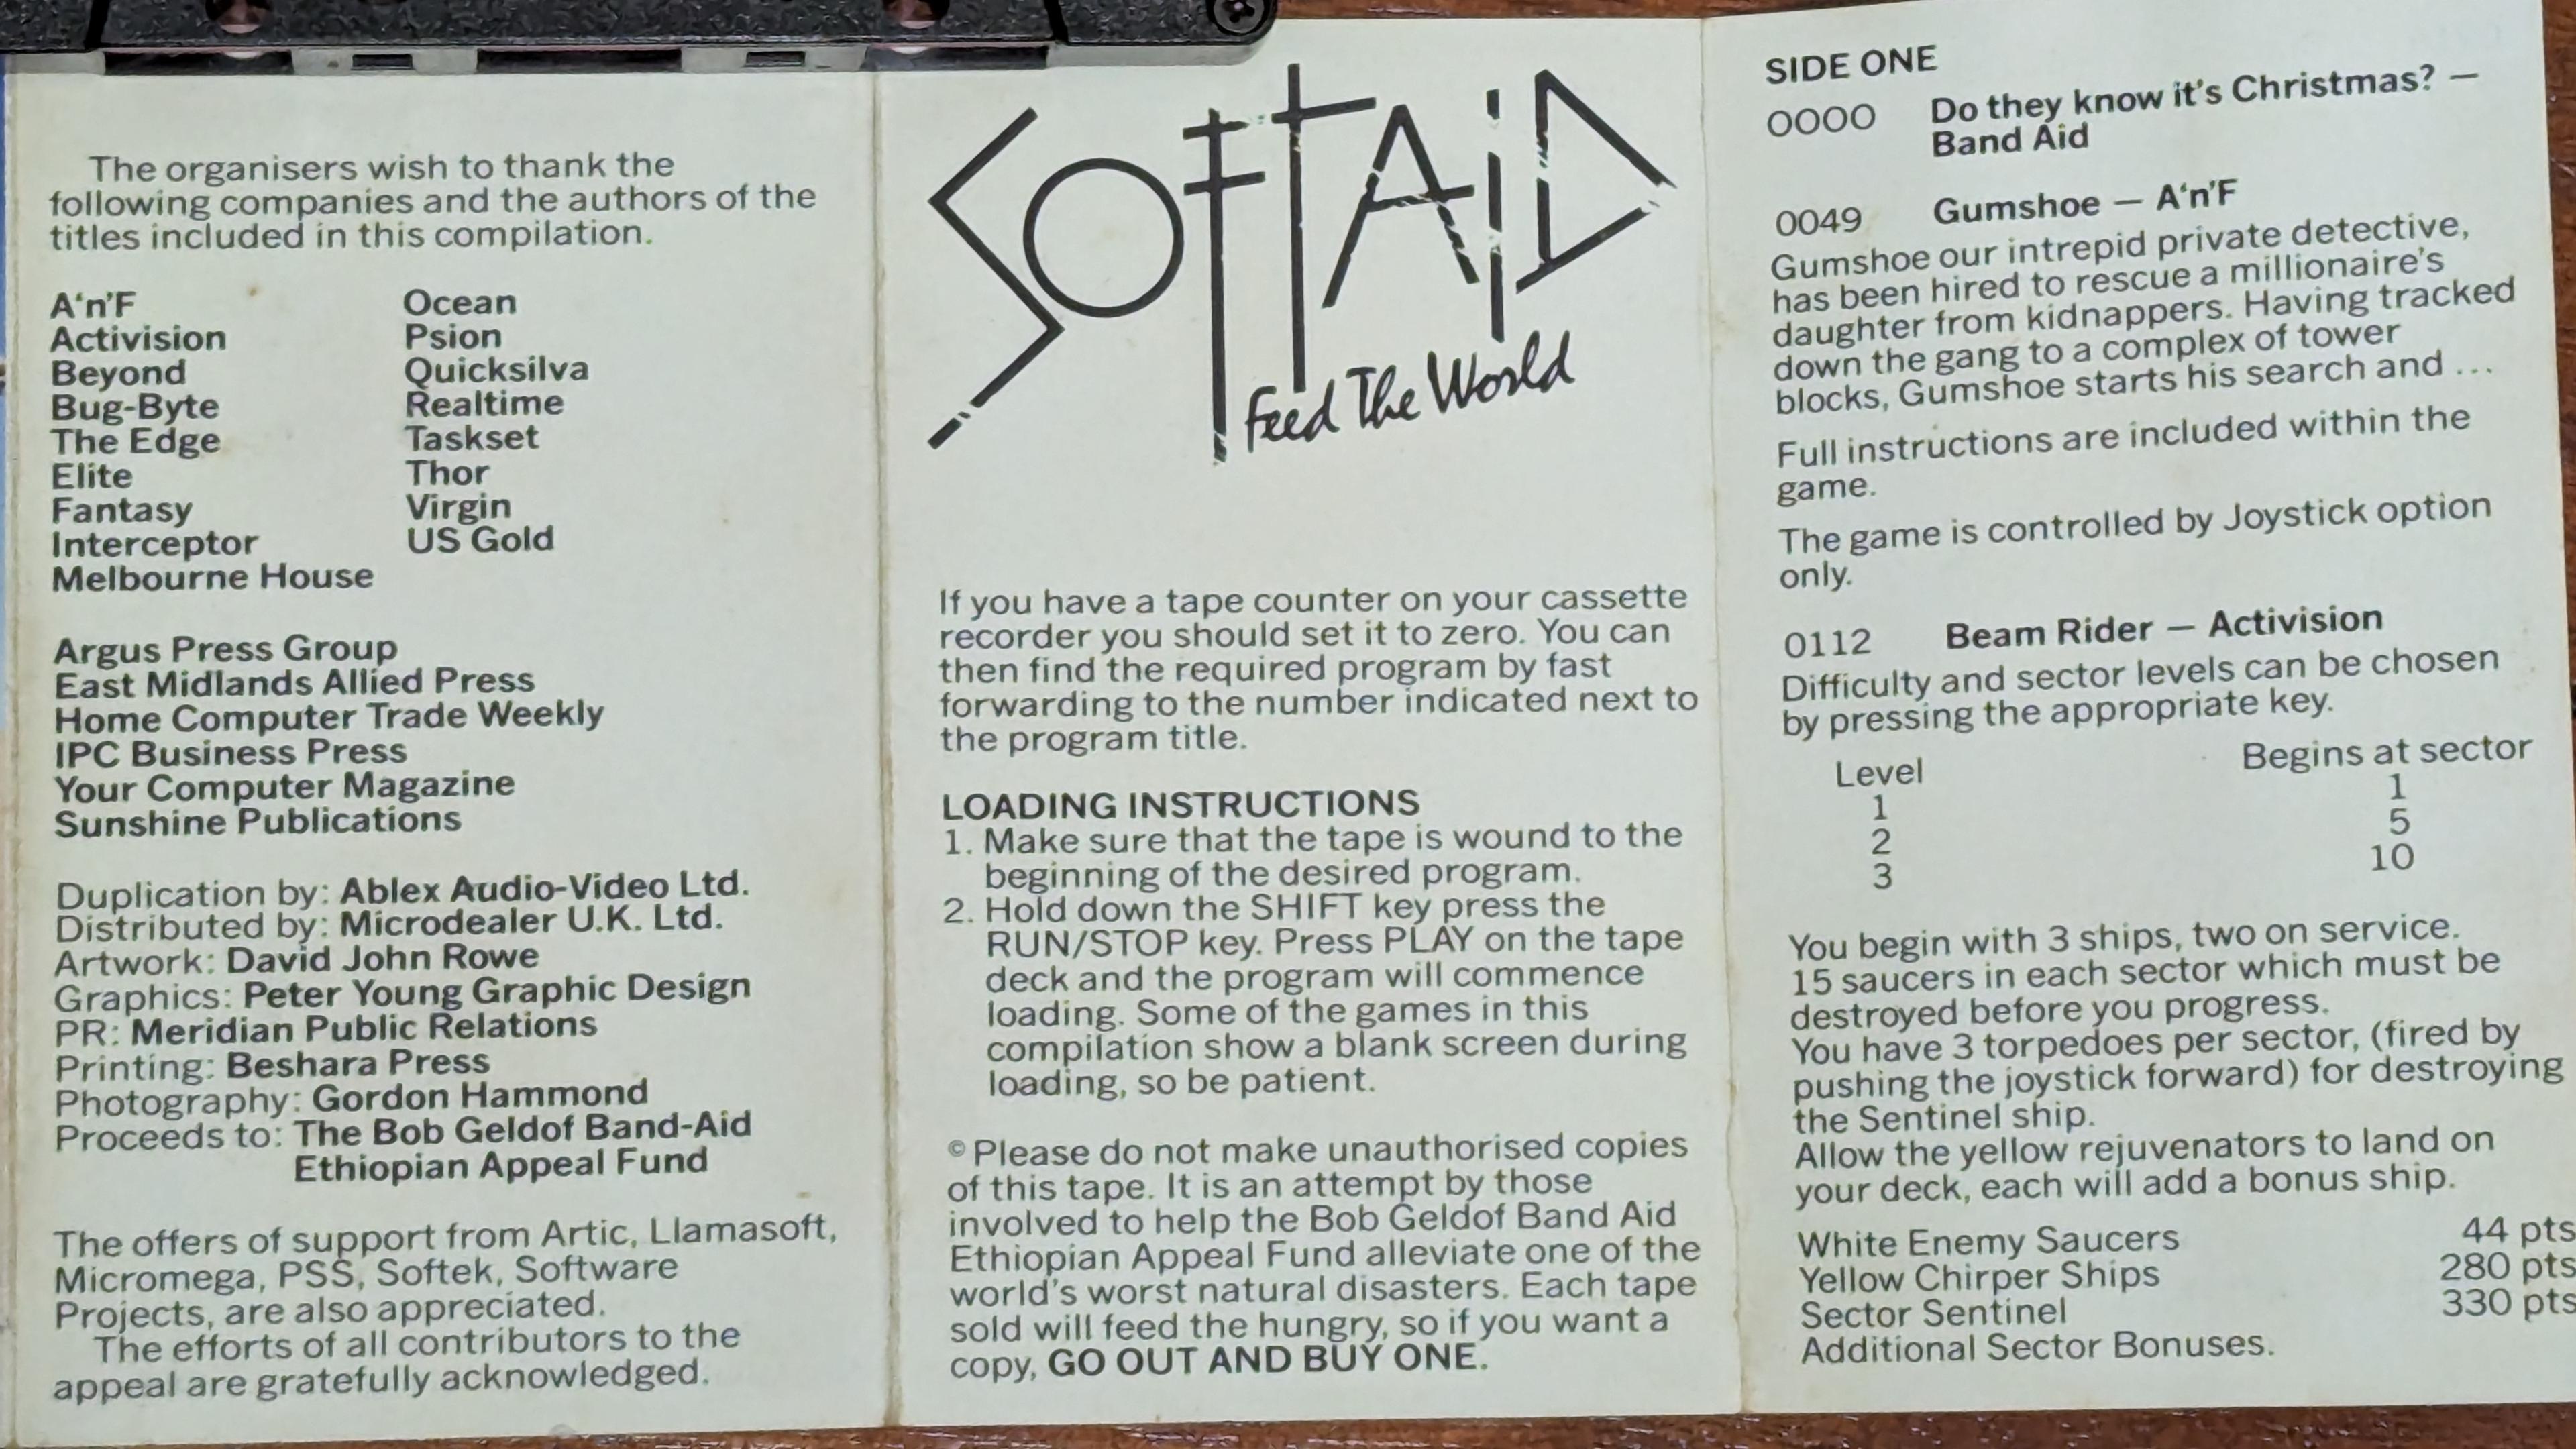 The organisers wish to thank the
following companies and the authors of the
titles included in this compilation.
A'n'F
Activision
Beyond
Bug-Byte
The Edge
Elite
Fantasy
Interceptor
Melbourne House
Ocean
Psion
Quicksilva
Realtime
Taskset
Thor
Virgin
US Gold
Argus Press Group
East Midlands Allied Press
Home Computer Trade Weekly
IPC Business Press
Your Computer Magazine
Sunshine Publications
Duplication by: Ablex Audio-Video Ltd.
Distributed by: Microdealer U.K. Ltd.
Artwork: David John Rowe
Graphics: Peter Young Graphic Design
PR: Meridian Public Relations
Printing: Beshara Press
Photography: Gordon Hammond
Proceeds to: The Bob Geldof Band-Aid
Ethiopian Appeal Fund
The offers of support from Artic, Llamasoft,
Micromega, PSS, Softek, Software
Projects, are also appreciated.
The efforts of all contributors to the
appeal are gratefully acknowledged.
SOFTAiD
Feed The World
If you have a tape counter on your cassette
recorder you should set it to zero. You can
then find the required program by fast
forwarding to the number indicated next to
the program title.
LOADING INSTRUCTIONS
1. Make sure that the tape is wound to the
beginning of the desired program.
2. Hold down the SHIFT key press the
RUN/STOP key. Press PLAY on the tape
deck and the program will commence
loading. Some of the games in this
compilation show a blank screen during
loading, so be patient.
© Please do not make unauthorised copies
of this tape. It is an attempt by those
involved to help the Bob Geldof Band Aid
Ethiopian Appeal Fund alleviate one of the
world's worst natural disasters. Each tape
sold will feed the hungry, so if you want a
copy, GO OUT AND BUY ONE.
SIDE ONE
0000 Do they know it's Christmas? —
Band Aid
0049 Gumshoe — A'n'F
Gumshoe our intrepid private detective,
has been hired to rescue a millionaire's
daughter from kidnappers. Having tracked
down the gang to a complex of tower
blocks, Gumshoe starts his search and ...
Full instructions are included within the
game.
The game is controlled by Joystick option
only.
0112 Beam Rider — Activision
Difficulty and sector levels can be chosen
by pressing the appropriate key.
Level Begins at sector
1 1
2 5
3 10
You begin with 3 ships, two on service.
15 saucers in each sector which must be
destroyed before you progress.
You have 3 torpedoes per sector, (fired by
pushing the joystick forward) for destroying
the Sentinel ship.
Allow the yellow rejuvenators to land on
your deck, each will add a bonus ship.
White Enemy Saucers 44 pts
Yellow Chirper Ships 280 pts
Sector Sentinel 330 pts
Additional Sector Bonuses.